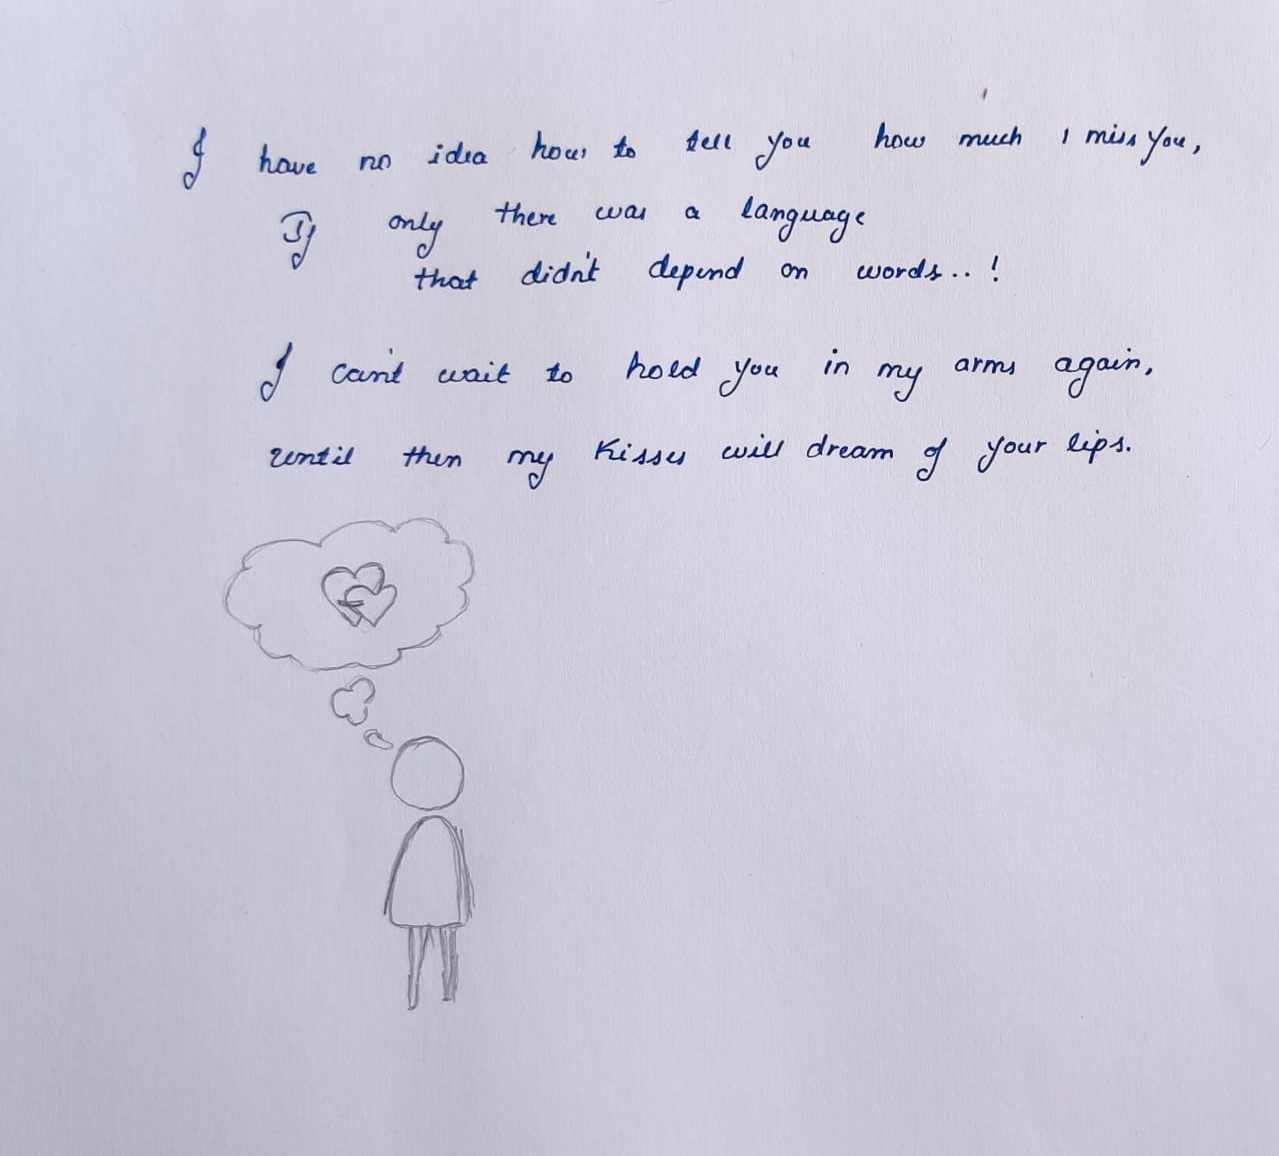 I have no idea how to tell you how much I miss you,
If only there was a language
that didn't depend on words..!
I can't wait to hold you in my arms again,
until then my kisses will dream of your lips.